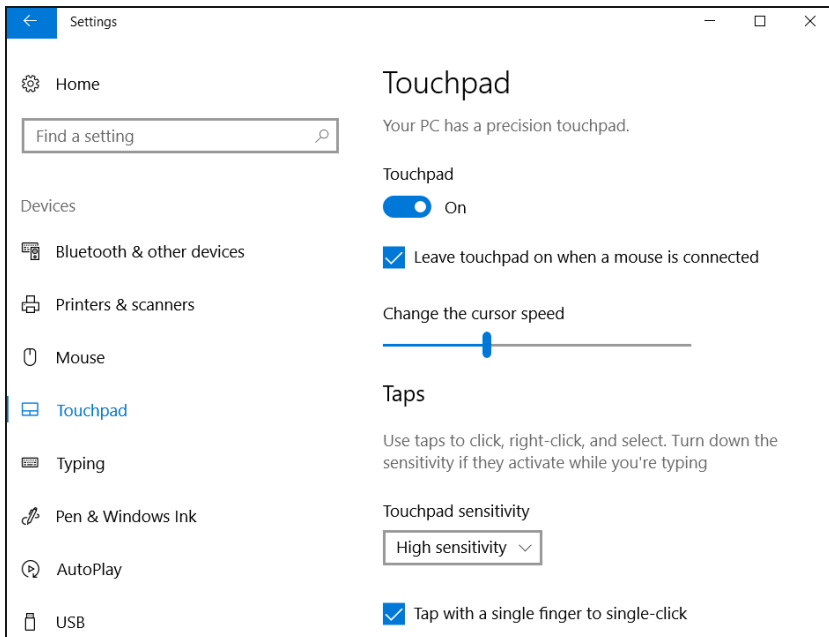 Settings
Home
Find a setting
Devices
Bluetooth & other devices
Printers & scanners
Mouse
Touchpad
Typing
Pen & Windows Ink
AutoPlay
USB
Touchpad
Your PC has a precision touchpad.
Touchpad
On
Leave touchpad on when a mouse is connected
Change the cursor speed
Taps
Use taps to click, right-click, and select. Turn down the
sensitivity if they activate while you're typing
Touchpad sensitivity
High sensitivity
Tap with a single finger to single-click